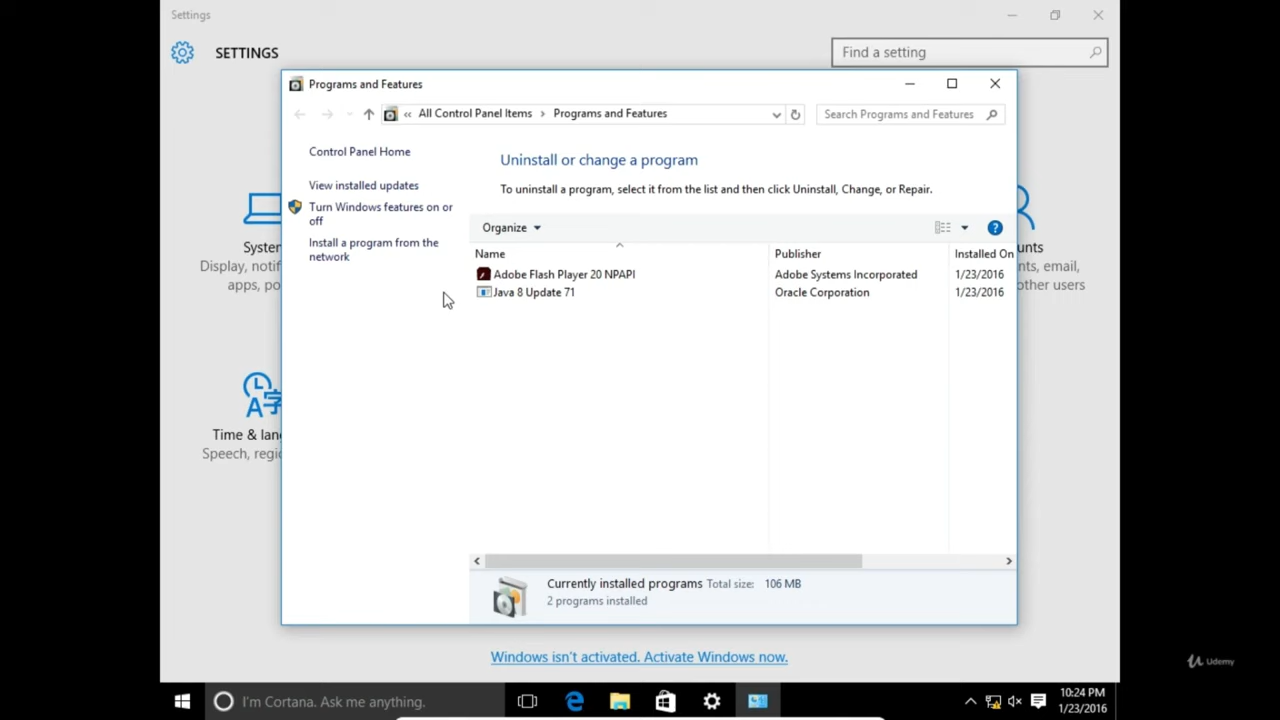 Settings
SETTINGS
Find a setting
Programs and Features
« All Control Panel Items > Programs and Features
Search Programs and Features
Control Panel Home
Uninstall or change a program
View installed updates
To uninstall a program, select it from the list and then click Uninstall, Change, or Repair.
Turn Windows features on or
off
Install a program from the
network
Organize
Name
Publisher
Installed On
Adobe Flash Player 20 NPAPI
Adobe Systems Incorporated
1/23/2016
Java 8 Update 71
Oracle Corporation
1/23/2016
Syste
Display, notif
apps, po
unts
nts, email,
other users
A字
Time & lan
Speech, regi
Currently installed programs Total size: 106 MB
2 programs installed
Windows isn't activated. Activate Windows now.
Udemy
I'm Cortana. Ask me anything.
10:24 PM
1/23/2016